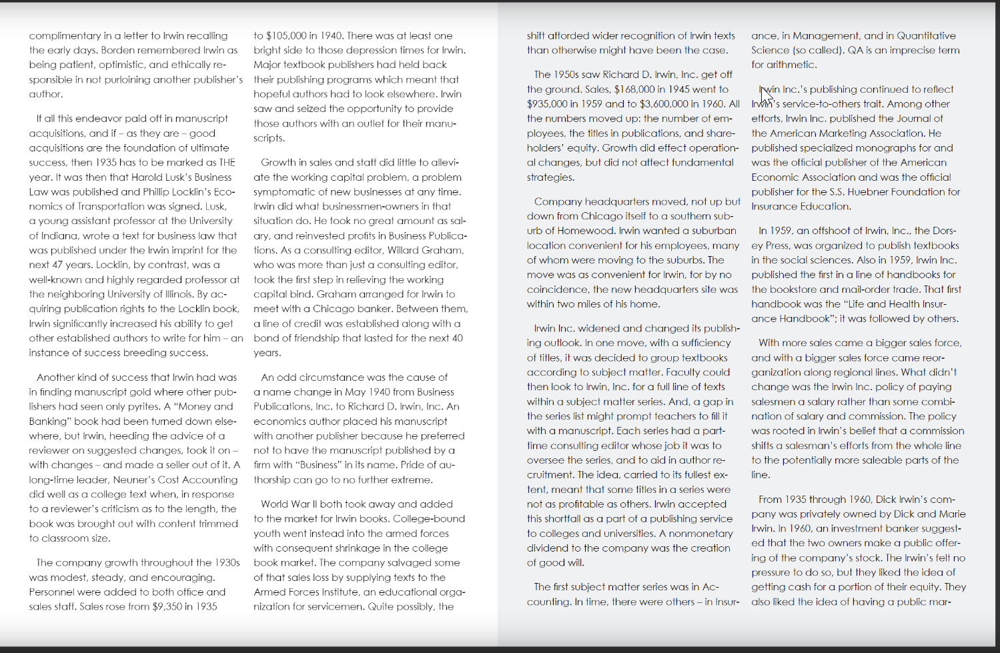 complimentary in a letter to Irwin recalling
the early days. Borden remembered Irwin as
being patient, optimistic, and ethically re-
sponsible in not purloining another publisher's
author.
If all this endeavor paid off in manuscript
acquisitions, and if – as they are – good
acquisitions are the foundation of ultimate
success, then 1935 has to be marked as THE
year. It was then that Harold Lusk's Business
Law was published and Phillip Locklin's Eco-
nomics of Transportation was signed. Lusk,
a young assistant professor at the University
of Indiana, wrote a text for business law that
was published under the Irwin imprint for the
next 47 years. Locklin, by contrast, was a
well-known and highly regarded professor at
the neighboring University of Illinois. By ac-
quiring publication rights to the Locklin book,
Irwin significantly increased his ability to get
other established authors to write for him – an
instance of success breeding success.
Another kind of success that Irwin had was
in finding manuscript gold where other pub-
lishers had seen only pyrites. A “Money and
Banking” book had been turned down else-
where, but Irwin, heeding the advice of a
reviewer on suggested changes, took it on –
with changes – and made a seller out of it. A
long-time leader, Neuner's Cost Accounting
did well as a college text when, in response
to a reviewer's criticism as to the length, the
book was brought out with content trimmed
to classroom size.
The company growth throughout the 1930s
was modest, steady, and encouraging.
Personnel were added to both office and
sales staff. Sales rose from $9,350 in 1935
to $105,000 in 1940. There was at least one
bright side to those depression times for Irwin.
Major textbook publishers had held back
their publishing programs which meant that
hopeful authors had to look elsewhere. Irwin
saw and seized the opportunity to provide
those authors with an outlet for their manu-
scripts.
Growth in sales and staff did little to allevi-
ate the working capital problem, a problem
symptomatic of new businesses at any time.
Irwin did what businessmen-owners in that
situation do. He took no great amount as sal-
ary, and reinvested profits in Business Publica-
tions. As a consulting editor, Willard Graham,
who was more than just a consulting editor,
took the first step in relieving the working
capital bind. Graham arranged for Irwin to
meet with a Chicago banker. Between them,
a line of credit was established along with a
bond of friendship that lasted for the next 40
years.
An odd circumstance was the cause of
a name change in May 1940 from Business
Publications, Inc. to Richard D. Irwin, Inc. An
economics author placed his manuscript
with another publisher because he preferred
not to have the manuscript published by a
firm with “Business” in its name. Pride of au-
thorship can go to no further extreme.
World War II both took away and added
to the market for Irwin books. College-bound
youth went instead into the armed forces
with consequent shrinkage in the college
book market. The company salvaged some
of that sales loss by supplying texts to the
Armed Forces Institute, an educational orga-
nization for servicemen. Quite possibly, the
shift afforded wider recognition of Irwin texts
than otherwise might have been the case.
The 1950s saw Richard D. Irwin, Inc. get off
the ground. Sales, $168,000 in 1945 went to
$935,000 in 1959 and to $3,600,000 in 1960. All
the numbers moved up: the number of em-
ployees, the titles in publications, and share-
holders' equity. Growth did effect operation-
al changes, but did not affect fundamental
strategies.
Company headquarters moved, not up but
down from Chicago itself to a southern sub-
urb of Homewood. Irwin wanted a suburban
location convenient for his employees, many
of whom were moving to the suburbs. The
move was as convenient for Irwin, for by no
coincidence, the new headquarters site was
within two miles of his home.
Irwin Inc. widened and changed its publish-
ing outlook. In one move, with a sufficiency
of titles, it was decided to group textbooks
according to subject matter. Faculty could
then look to Irwin, Inc. for a full line of texts
within a subject matter series. And, a gap in
the series list might prompt teachers to fill it
with a manuscript. Each series had a part-
time consulting editor whose job it was to
oversee the series, and to aid in author re-
cruitment. The idea, carried to its fullest ex-
tent, meant that some titles in a series were
not as profitable as others. Irwin accepted
this shortfall as a part of a publishing service
to colleges and universities. A nonmonetary
dividend to the company was the creation
of good will.
The first subject matter series was in Ac-
counting. In time, there were others – in Insur-
ance, in Management, and in Quantitative
Science (so called). QA is an imprecise term
for arithmetic.
Irwin Inc.'s publishing continued to reflect
Irwin's service-to-others trait. Among other
efforts, Irwin Inc. published the Journal of
the American Marketing Association. He
published specialized monographs for and
was the official publisher of the American
Economic Association and was the official
publisher for the S.S. Huebner Foundation for
Insurance Education.
In 1959, an offshoot of Irwin, Inc., the Dors-
ey Press, was organized to publish textbooks
in the social sciences. Also in 1959, Irwin Inc.
published the first in a line of handbooks for
the bookstore and mail-order trade. That first
handbook was the “Life and Health Insur-
ance Handbook”; it was followed by others.
With more sales came a bigger sales force,
and with a bigger sales force came reor-
ganization along regional lines. What didn't
change was the Irwin Inc. policy of paying
salesmen a salary rather than some combi-
nation of salary and commission. The policy
was rooted in Irwin's belief that a commission
shifts a salesman's efforts from the whole line
to the potentially more saleable parts of the
line.
From 1935 through 1960, Dick Irwin's com-
pany was privately owned by Dick and Marie
Irwin. In 1960, an investment banker suggest-
ed that the two owners make a public offer-
ing of the company's stock. The Irwin's felt no
pressure to do so, but they liked the idea of
getting cash for a portion of their equity. They
also liked the idea of having a public mar-